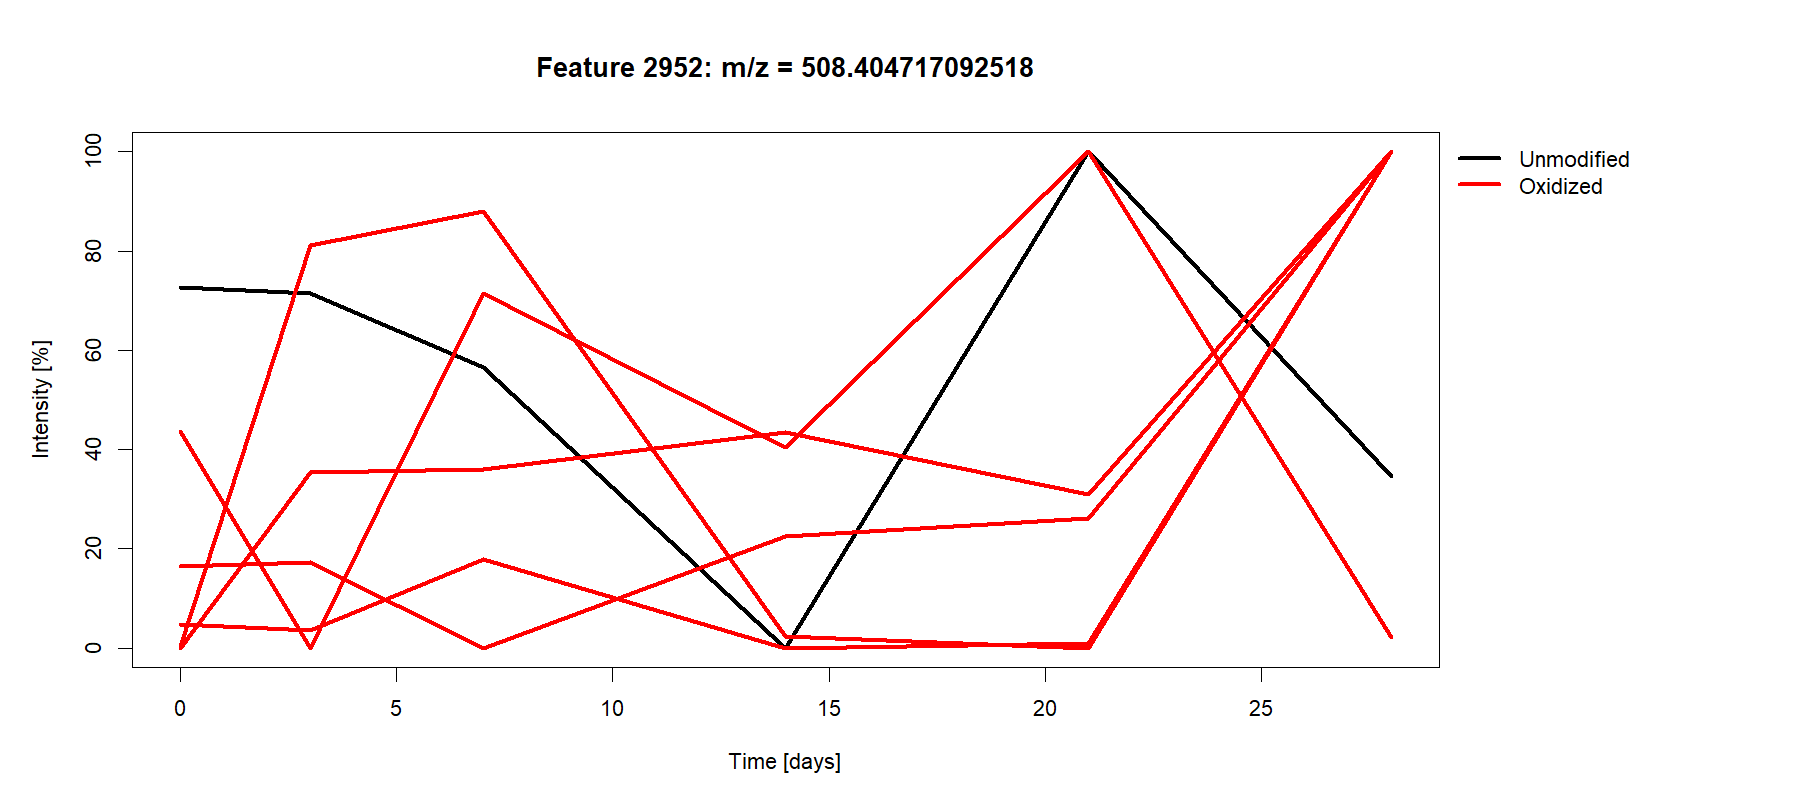 Feature 2952: m/z = 508.404717092518
100
80
60
40
20
0
Intensity [%]
0 5 10 15 20 25
Time [days]
Unmodified
Oxidized